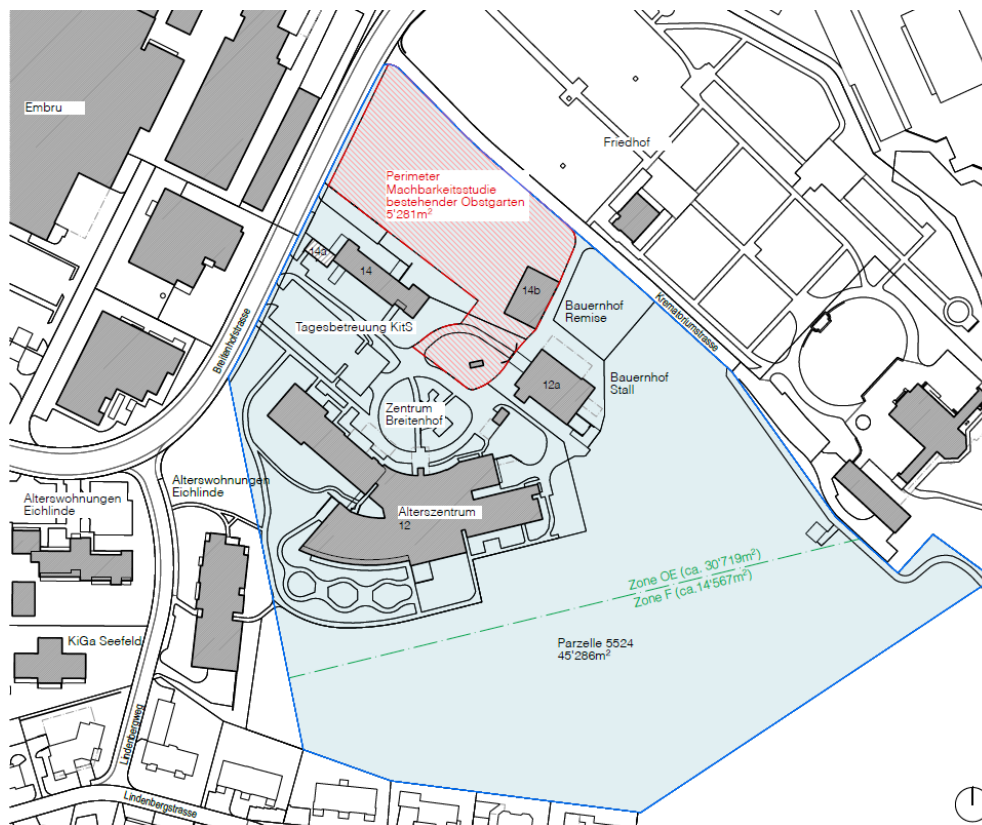 Embru
Friedhof
Perimeter
Machbarkeitsstudie
bestehender Obstgarten
5'281m²
14a
14
14b
Bauernhof
Remise
Krematoriumstrasse
Breitenhofstrasse
Tagesbetreuung KitS
12a
Bauernhof
Stall
Zentrum
Breitenhof
Alterswohnungen
Eichlinde
Alterswohnungen
Eichlinde
Alterszentrum
12
Zone OE (ca. 30'719m²)
Zone F (ca.14'567m²)
KiGa Seefeld
Parzelle 5524
45'286m²
Lindenbergweg
Lindenbergstrasse